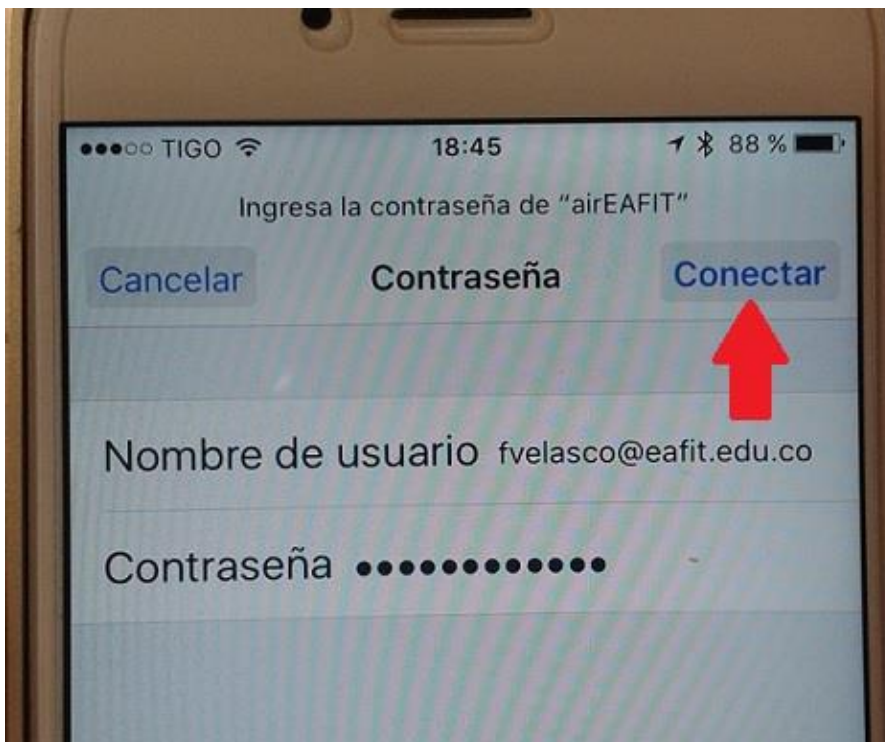 ●●●○○ TIGO 18:45 88 %
Ingresa la contraseña de “airEAFIT”
Cancelar Contraseña Conectar
Nombre de usuario fvelasco@eafit.edu.co
Contraseña ●●●●●●●●●●●●